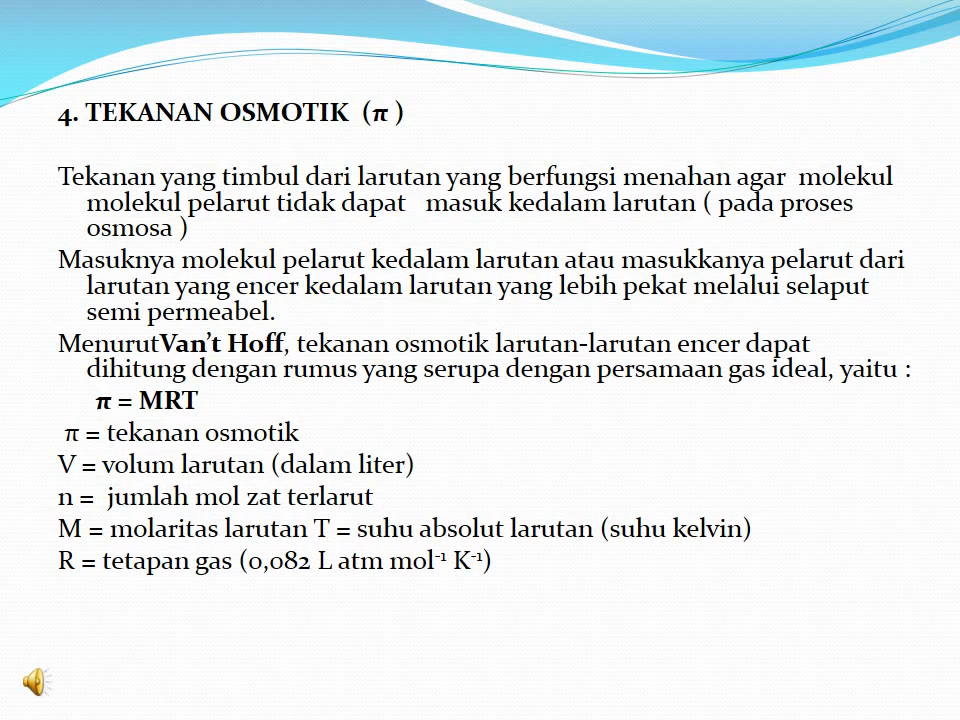 4. TEKANAN OSMOTIK (π )
Tekanan yang timbul dari larutan yang berfungsi menahan agar molekul
molekul pelarut tidak dapat masuk kedalam larutan ( pada proses
osmosa )
Masuknya molekul pelarut kedalam larutan atau masukkanya pelarut dari
larutan yang encer kedalam larutan yang lebih pekat melalui selaput
semi permeabel.
MenurutVan’t Hoff, tekanan osmotik larutan-larutan encer dapat
dihitung dengan rumus yang serupa dengan persamaan gas ideal, yaitu :
π = MRT
π = tekanan osmotik
V = volum larutan (dalam liter)
n = jumlah mol zat terlarut
M = molaritas larutan T = suhu absolut larutan (suhu kelvin)
R = tetapan gas (0,082 L atm mol⁻¹ K⁻¹)